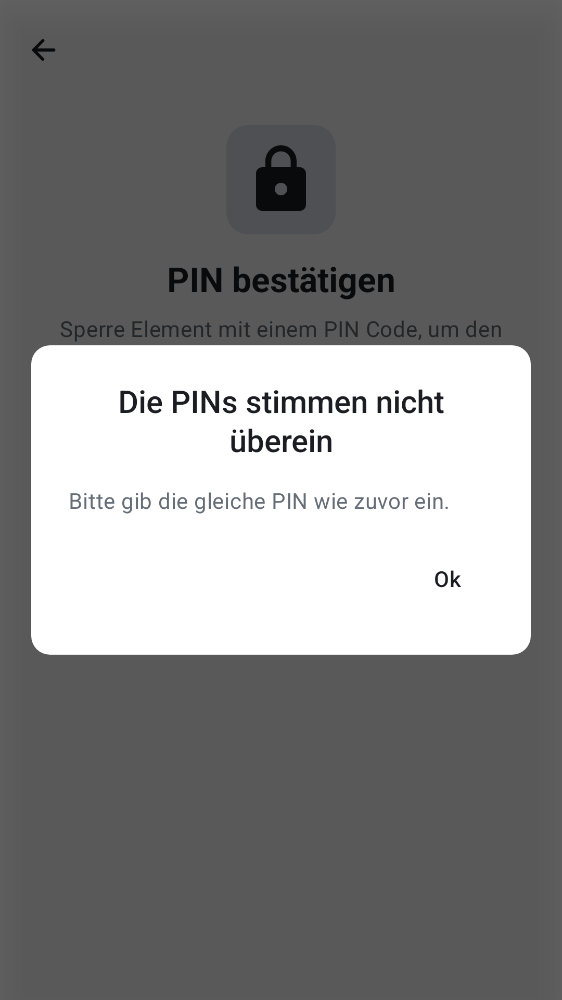 PIN bestätigen
Sperre Element mit einem PIN Code, um den
Die PINs stimmen nicht
überein
Bitte gib die gleiche PIN wie zuvor ein.
Ok